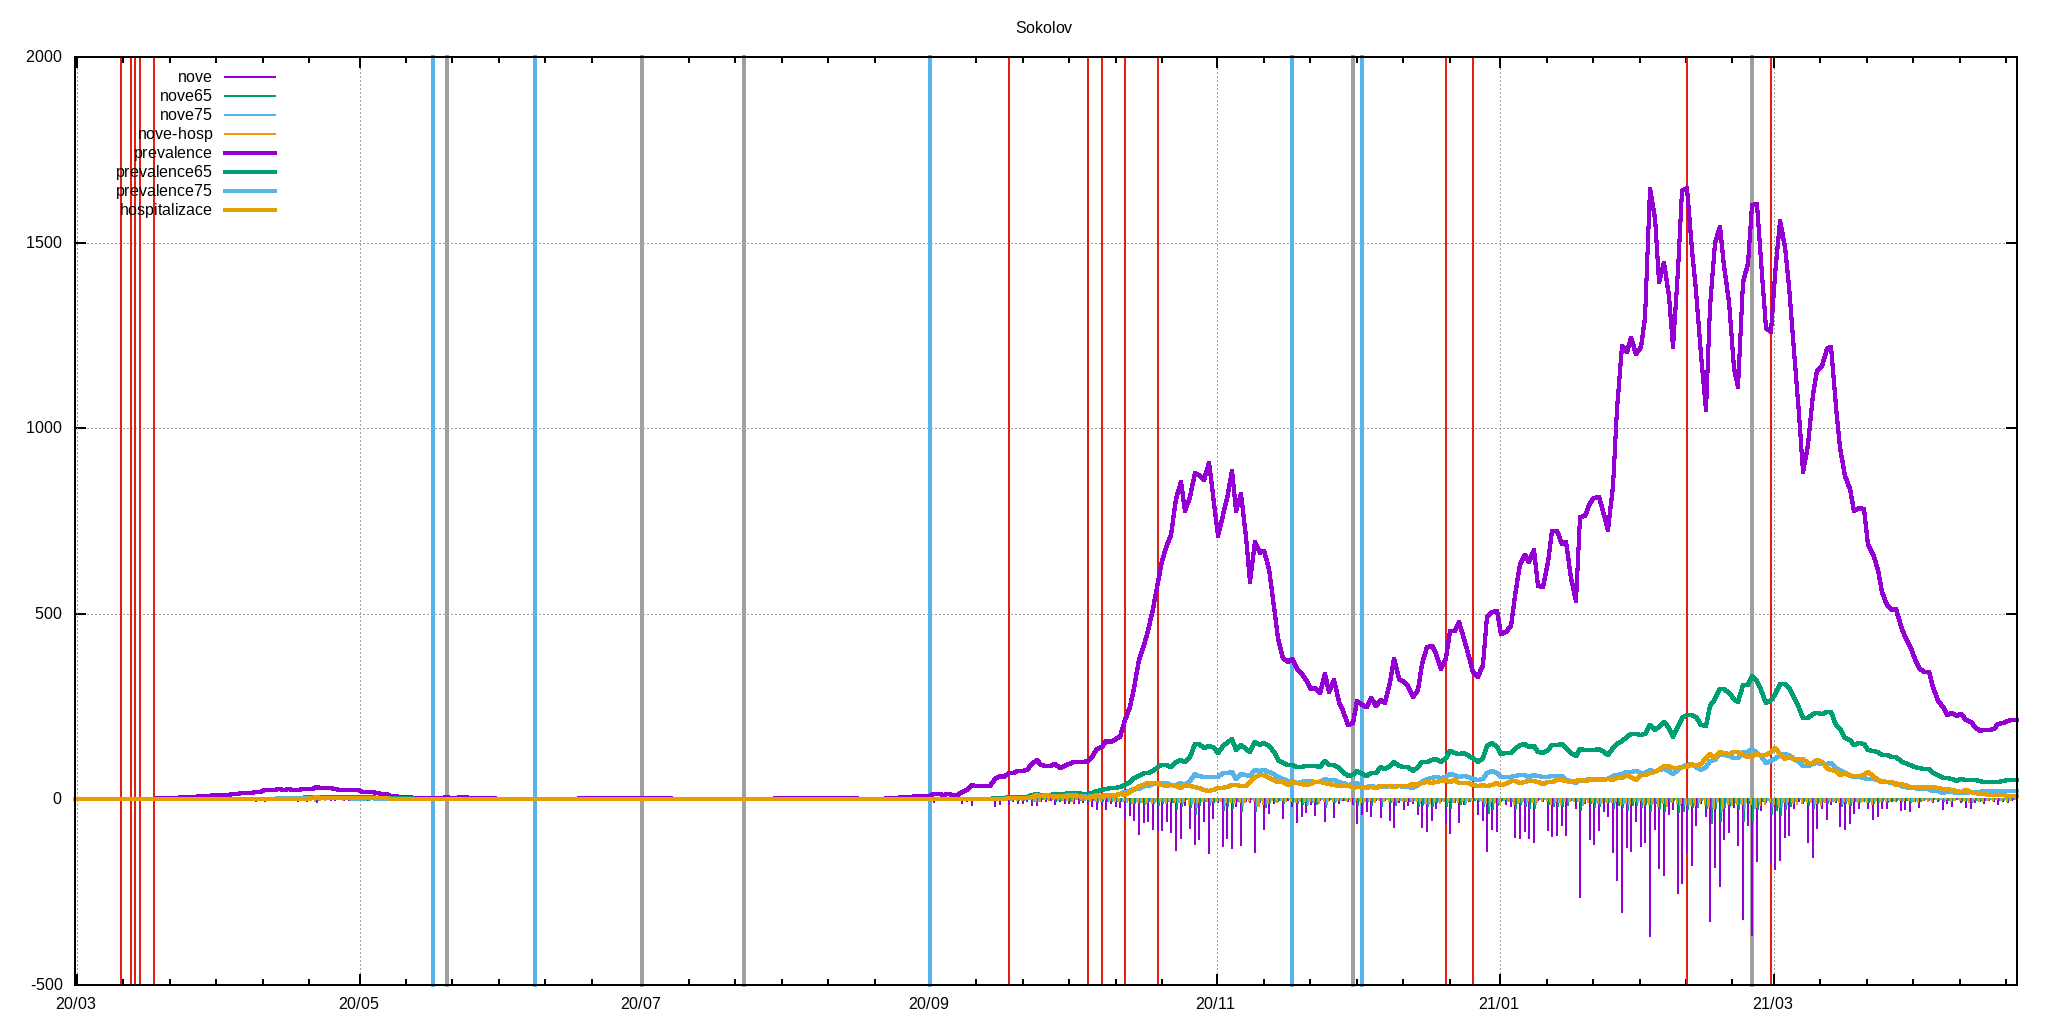 Sokolov
2000
1500
1000
500
0
-500
nove
nove65
nove75
nove-hosp
prevalence
prevalence65
prevalence75
hospitalizace
20/03 20/05 20/07 20/09 20/11 21/01 21/03